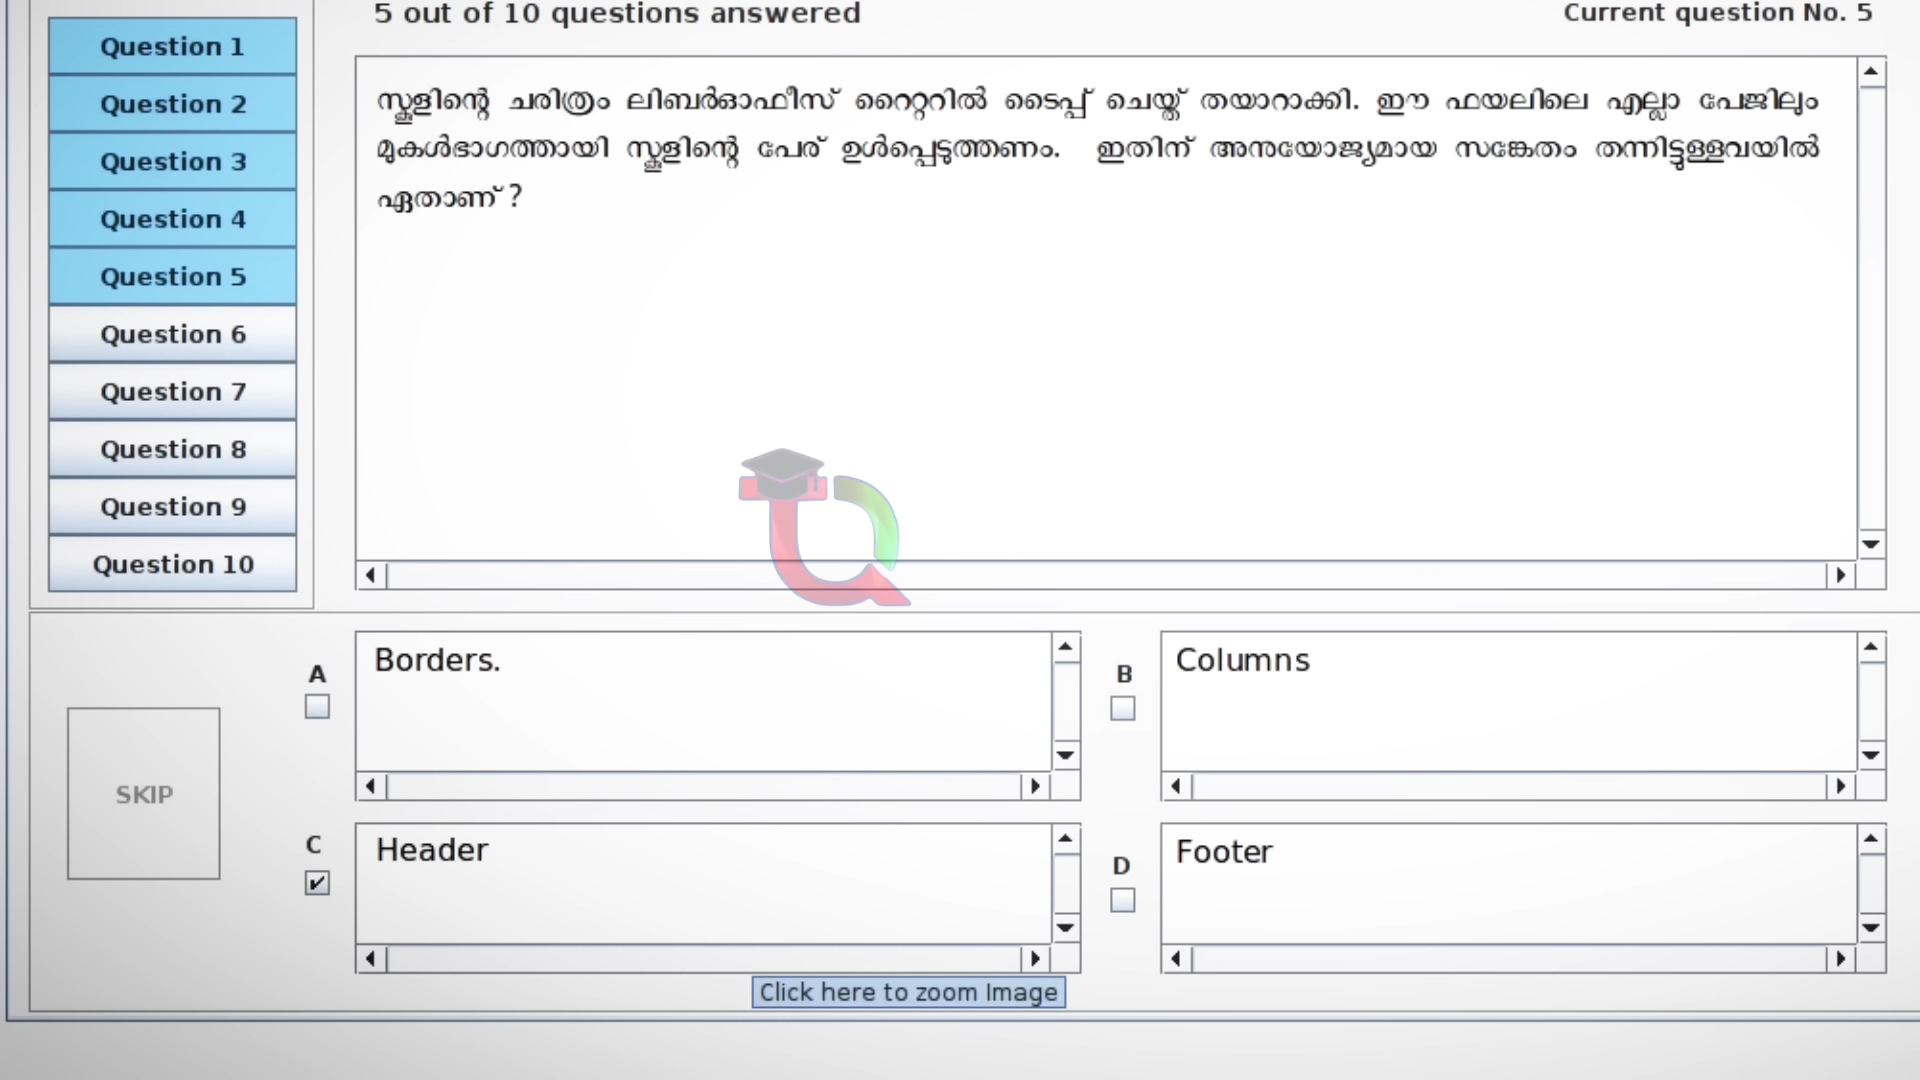 5 out of 10 questions answered
Current question No. 5
Question 1
Question 2
Question 3
Question 4
Question 5
Question 6
Question 7
Question 8
Question 9
Question 10
സ്കൂളിന്റെ ചരിത്രം ലിബർഓഫീസ് റൈറ്ററിൽ ടൈപ്പ് ചെയ്ത് തയാറാക്കി. ഈ ഫയലിലെ എല്ലാ പേജിലും
മുകൾഭാഗത്തായി സ്കൂളിന്റെ പേര് ഉൾപ്പെടുത്തണം. ഇതിന് അനുയോജ്യമായ സങ്കേതം തന്നിട്ടുള്ളവയിൽ
ഏതാണ് ?
SKIP
A
Borders.
B
Columns
C
Header
D
Footer
Click here to zoom Image